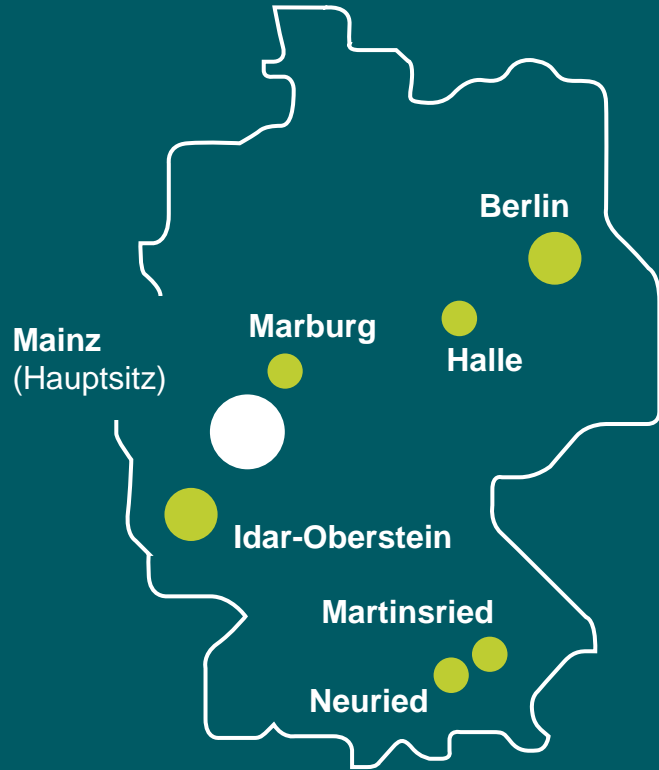 Berlin
Marburg
Mainz
(Hauptsitz)
Halle
Idar-Oberstein
Martinsried
Neuried